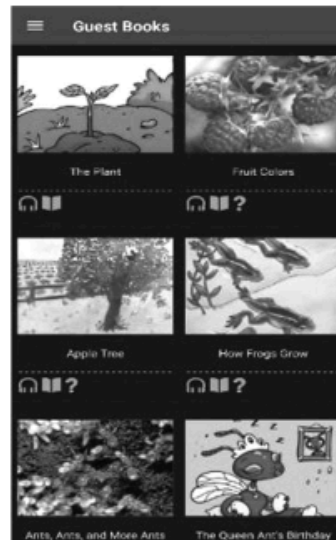 Guest Books
The Plant
Fruit Colors
?
Apple Tree
How Frogs Grow
?
?
Ants, Ants, and More Ants
The Queen Ant's Birthday